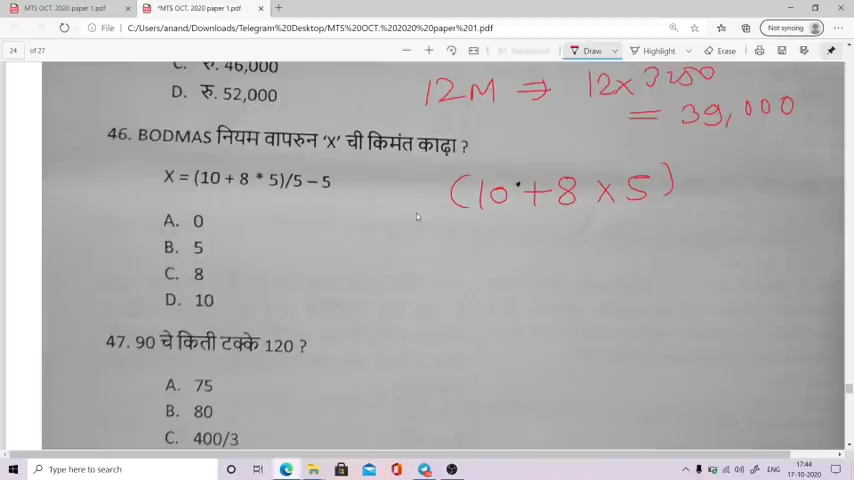 MTS OCT. 2020 paper 1.pdf
*MTS OCT. 2020 paper 1.pdf
File
C:/Users/anand/Downloads/Telegram%20Desktop/MTS%20OCT.%202020%20paper%201.pdf
Not syncing
24 of 27
Draw
Highlight
Erase
C. रु. 46,000
D. रु. 52,000
12M ⇒ 12x 3250
= 39,000
46. BODMAS नियम वापरुन ‘X’ ची किमंत काढ़ा ?
X = (10 + 8 * 5)/5 – 5
(10 + 8 × 5)
A. 0
B. 5
C. 8
D. 10
47. 90 चे किती टक्के 120 ?
A. 75
B. 80
C. 400/3
Type here to search
ENG
17:44
17-10-2020